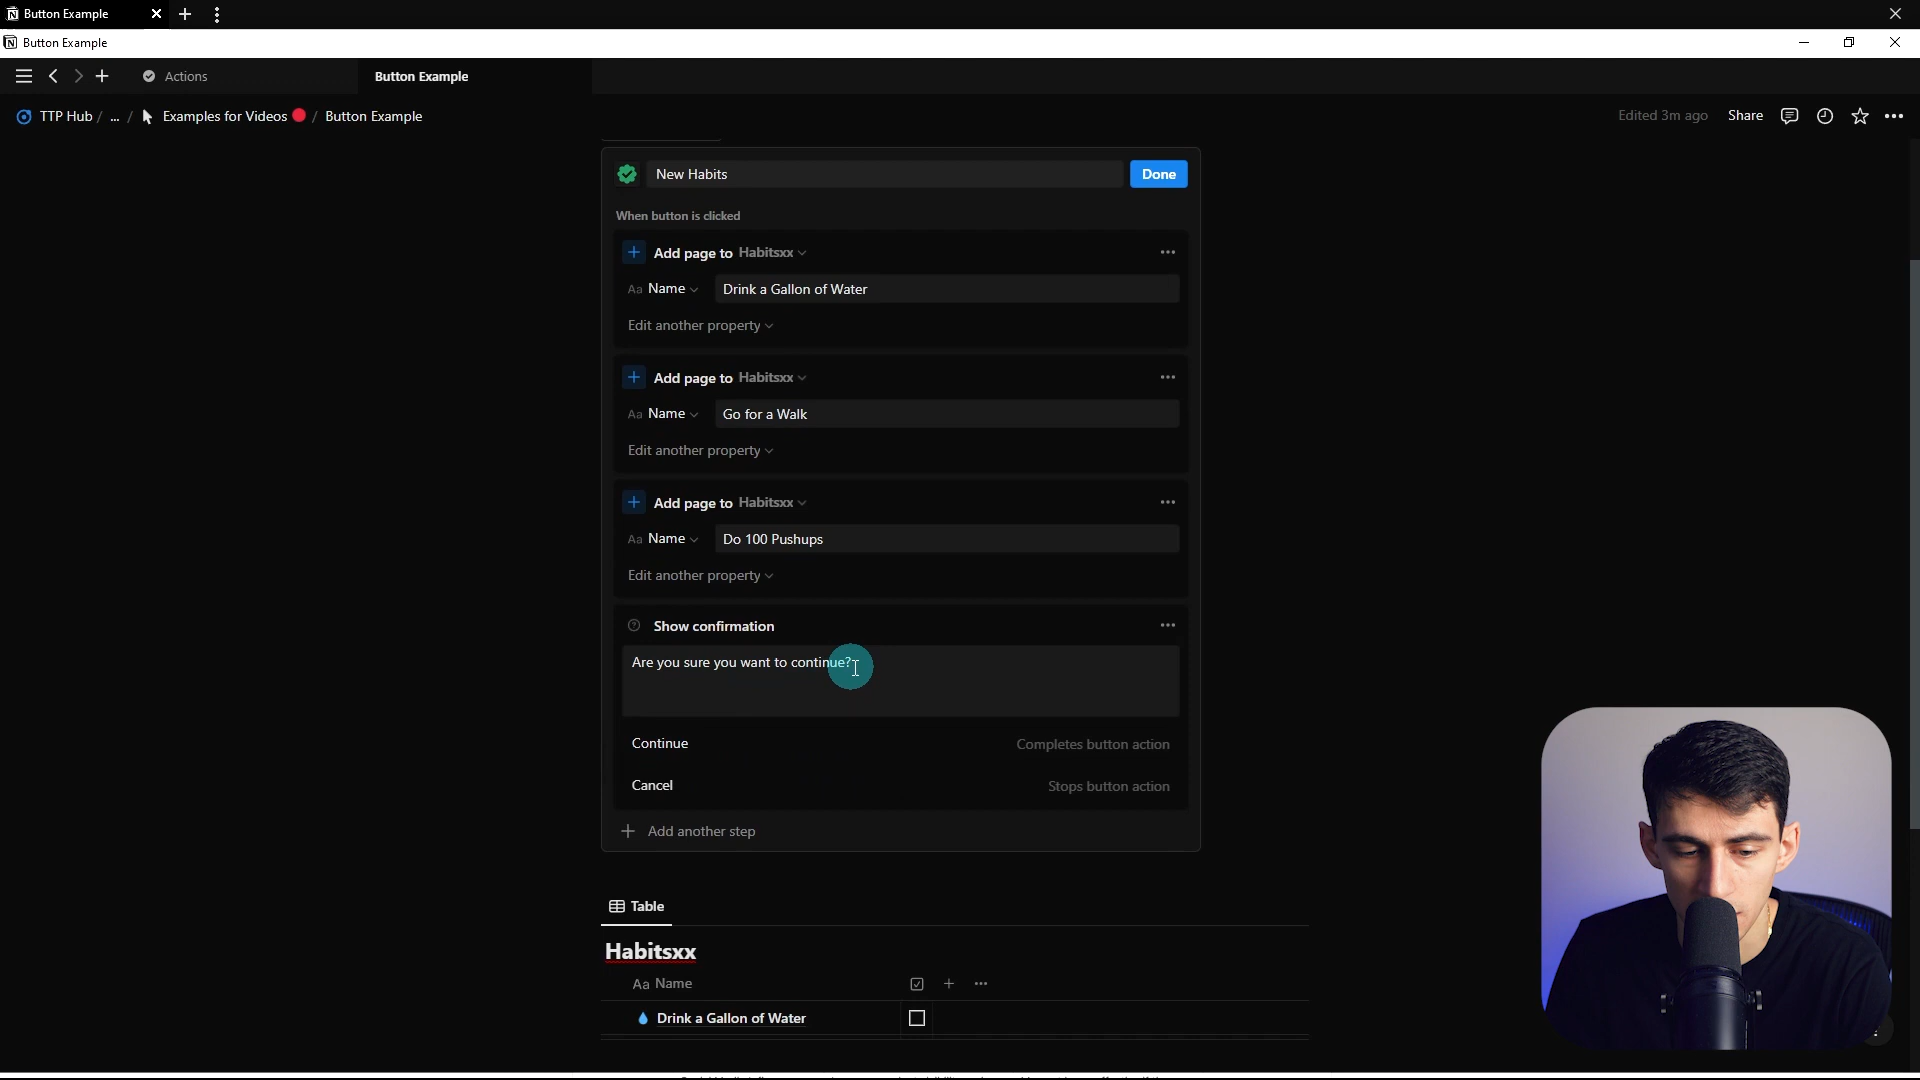 Button Example
Button Example
Actions
Button Example
TTP Hub / ... / Examples for Videos / Button Example
Edited 3m ago
Share
New Habits
Done
When button is clicked
Add page to Habitsxx
Aa Name
Drink a Gallon of Water
Edit another property
Add page to Habitsxx
Aa Name
Go for a Walk
Edit another property
Add page to Habitsxx
Aa Name
Do 100 Pushups
Edit another property
Show confirmation
Are you sure you want to continue?
Continue
Completes button action
Cancel
Stops button action
Add another step
Table
Habitsxx
Aa Name
Drink a Gallon of Water